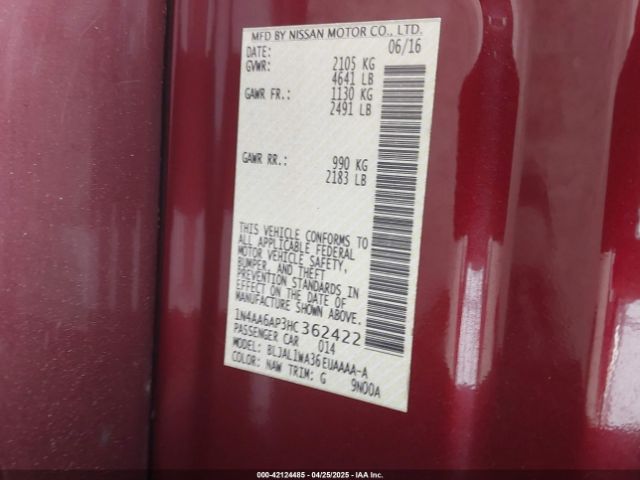 MFD BY NISSAN MOTOR CO., LTD.
DATE: 06/16
GVWR: 2105 KG
4641 LB
GAWR FR.: 1130 KG
2491 LB
GAWR RR.: 990 KG
2183 LB
THIS VEHICLE CONFORMS TO
ALL APPLICABLE FEDERAL
MOTOR VEHICLE SAFETY,
BUMPER, AND THEFT
PREVENTION STANDARDS IN
EFFECT ON THE DATE OF
MANUFACTURE SHOWN ABOVE.
1N4AA6AP3HC362422
PASSENGER CAR 014
MODEL: BLJAL1WA36EUAAAA-A
COLOR: NAW TRIM: G 9N00A
000-42124485 - 04/25/2025 - IAA Inc.